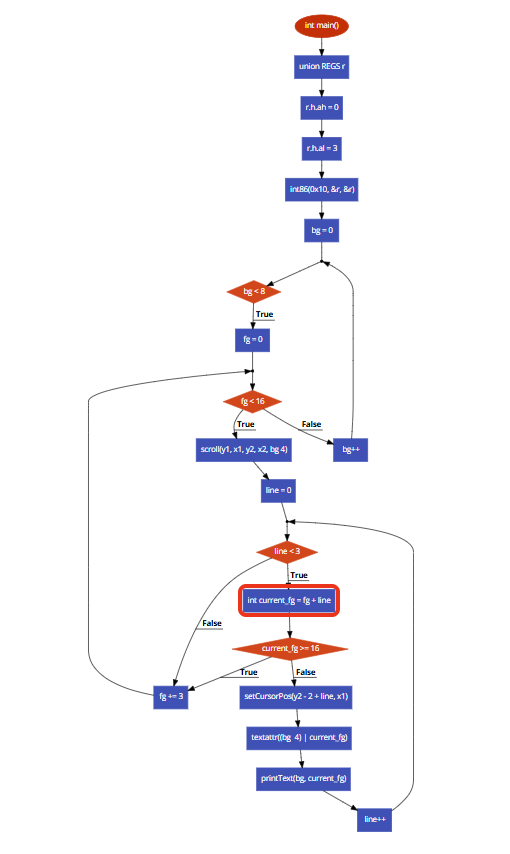 int main()
union REGS r
r.h.ah = 0
r.h.al = 3
int86(0x10, &r, &r)
bg = 0
bg < 8
True
fg = 0
fg < 16
True
False
scroll(y1, x1, y2, x2, bg 4)
bg++
line = 0
line < 3
True
int current_fg = fg + line
False
current_fg >= 16
True
False
fg += 3
setCursorPos(y2 - 2 + line, x1)
textattr((bg 4) | current_fg)
printText(bg, current_fg)
line++